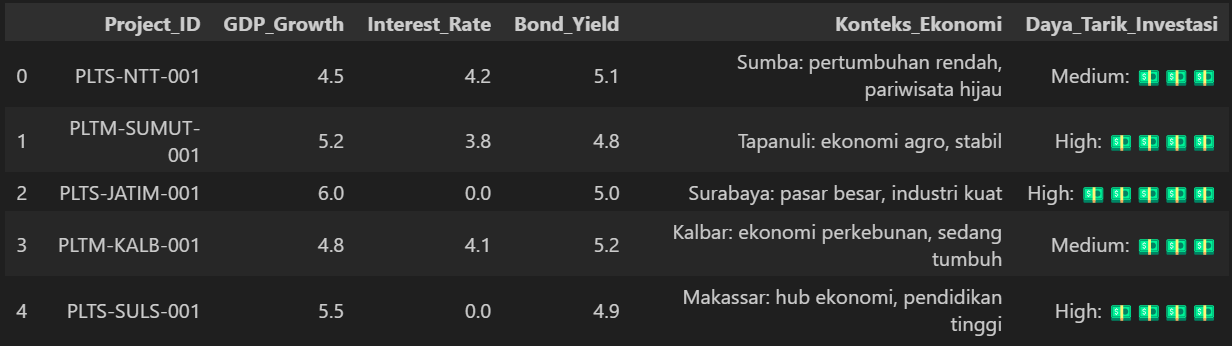 Project_ID GDP_Growth Interest_Rate Bond_Yield Konteks_Ekonomi Daya_Tarik_Investasi
0 PLTS-NTT-001 4.5 4.2 5.1 Sumba: pertumbuhan rendah, pariwisata hijau Medium: 💵 💵 💵
1 PLTM-SUMUT-001 5.2 3.8 4.8 Tapanuli: ekonomi agro, stabil High: 💵 💵 💵 💵
2 PLTS-JATIM-001 6.0 0.0 5.0 Surabaya: pasar besar, industri kuat High: 💵 💵 💵 💵 💵
3 PLTM-KALB-001 4.8 4.1 5.2 Kalbar: ekonomi perkebunan, sedang tumbuh Medium: 💵 💵 💵
4 PLTS-SULS-001 5.5 0.0 4.9 Makassar: hub ekonomi, pendidikan tinggi High: 💵 💵 💵 💵